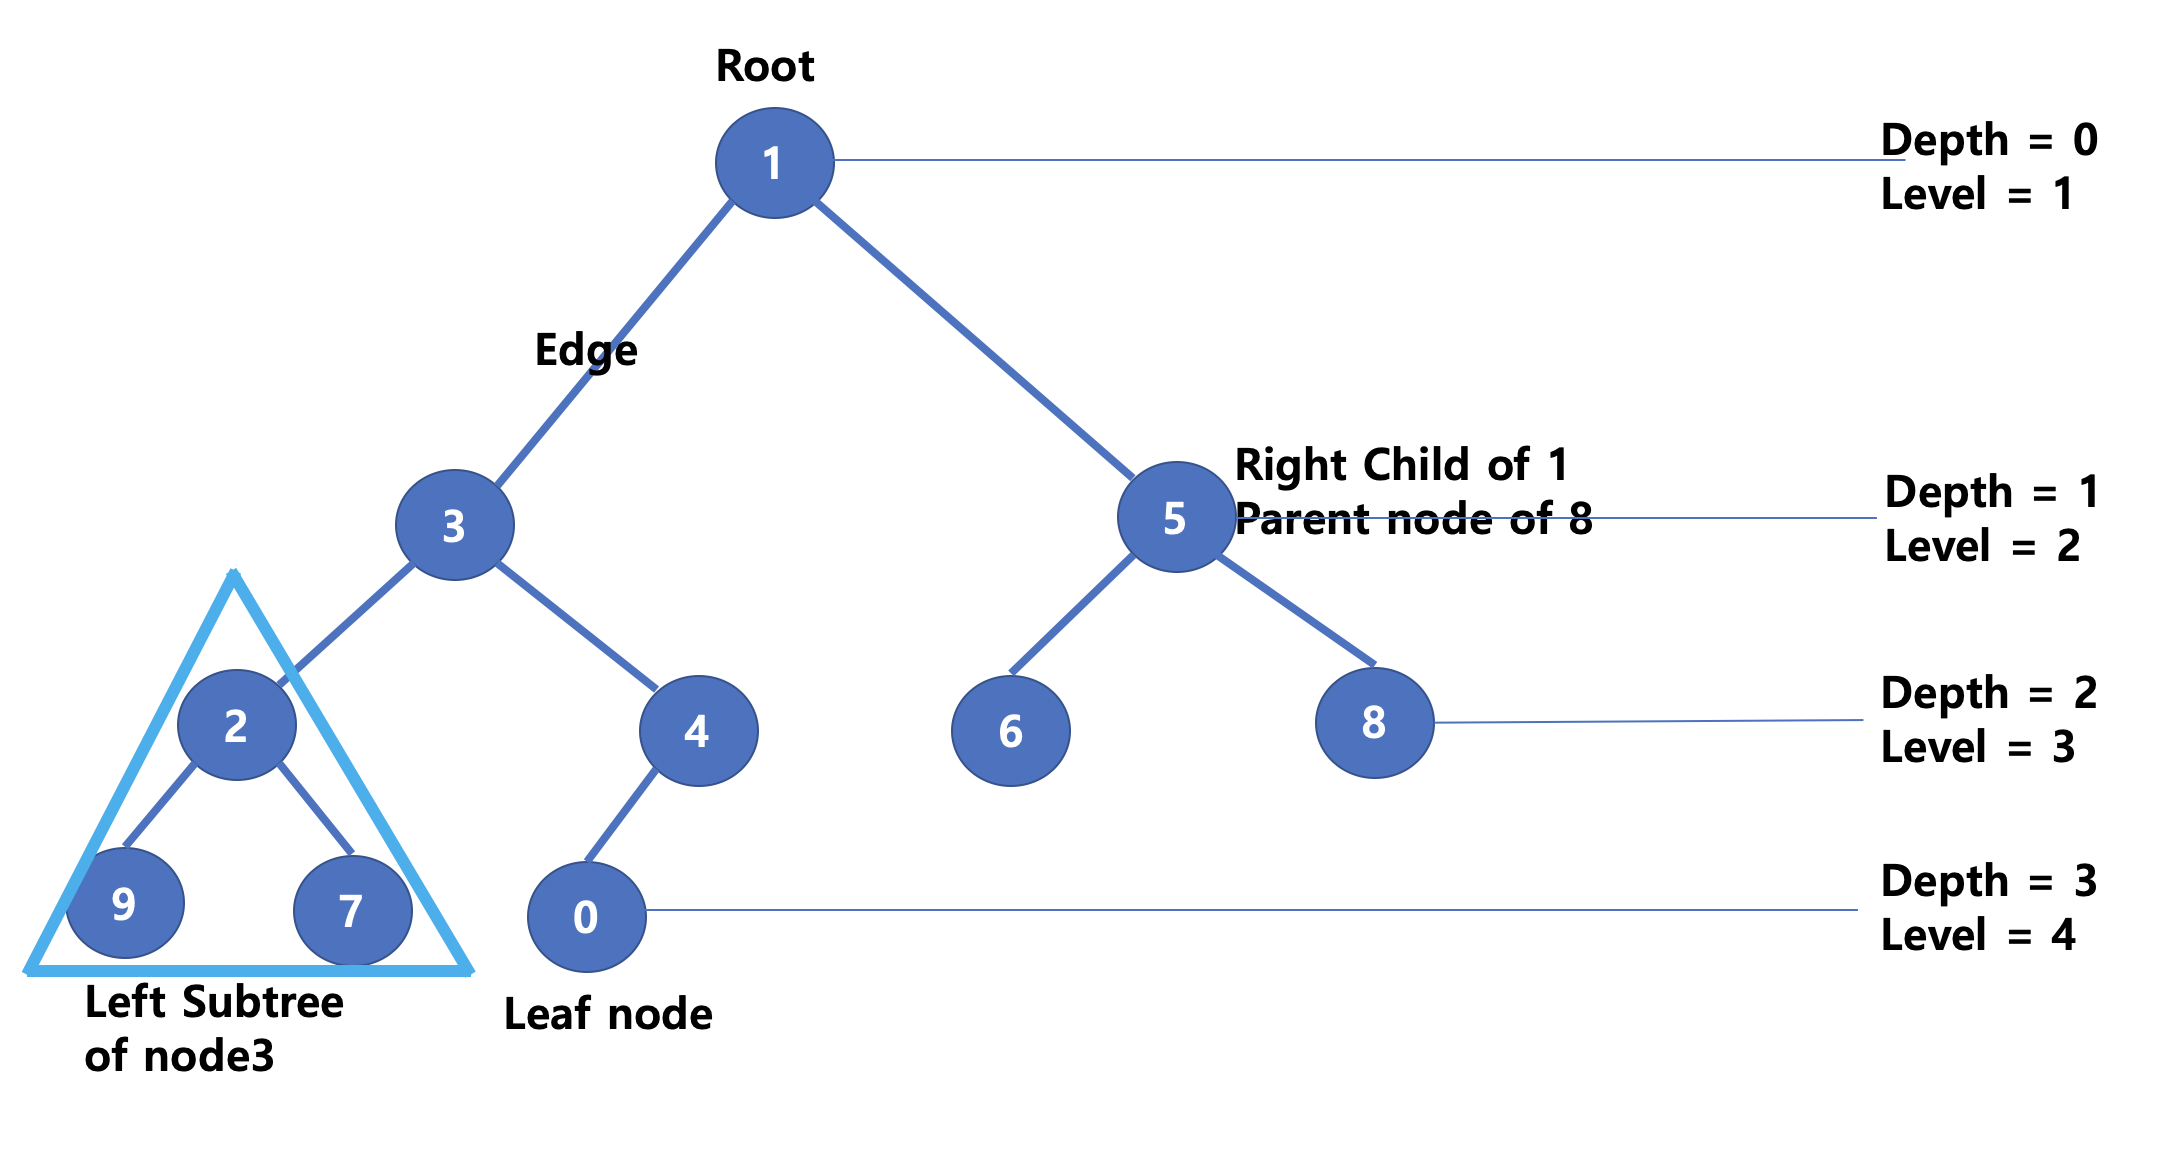 Root
1
Depth = 0
Level = 1
Edge
3
5
Right Child of 1
Parent node of 8
Depth = 1
Level = 2
2
4
6
8
Depth = 2
Level = 3
9
7
0
Depth = 3
Level = 4
Left Subtree
of node3
Leaf node